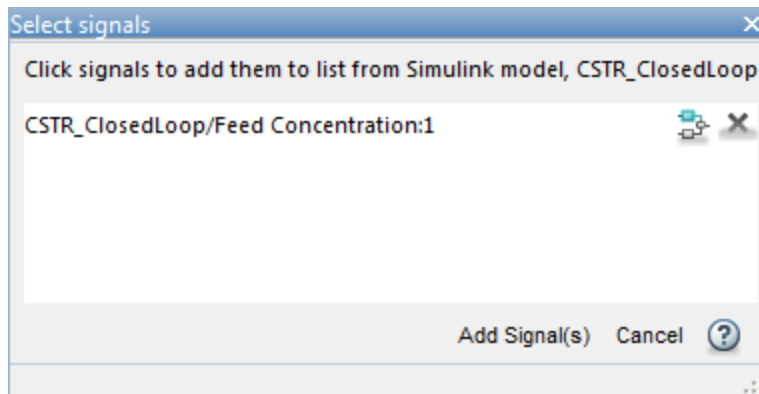 Select signals
Click signals to add them to list from Simulink model, CSTR_ClosedLoop
CSTR_ClosedLoop/Feed Concentration:1
Add Signal(s) Cancel ?